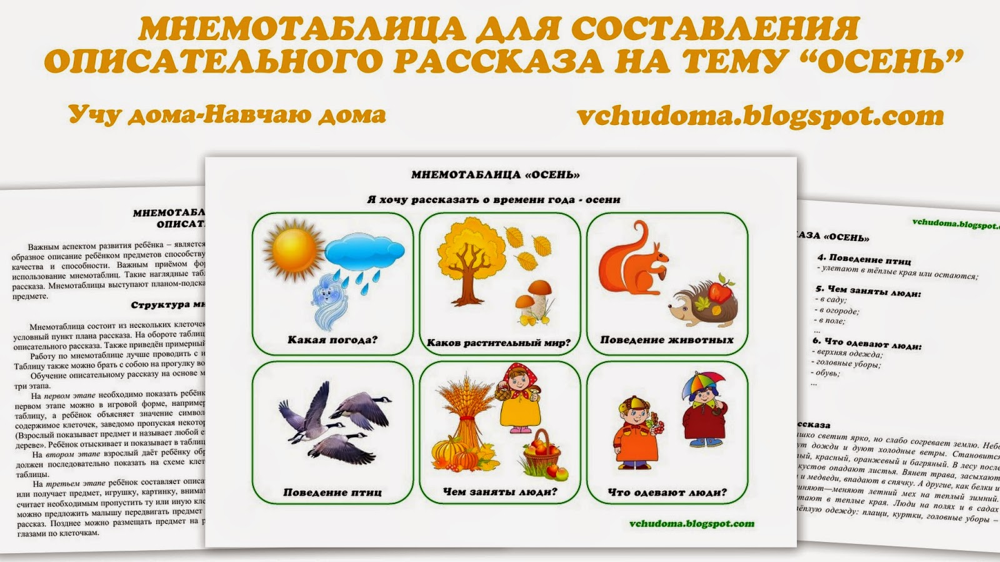 МНЕМОТАБЛИЦА ДЛЯ СОСТАВЛЕНИЯ
ОПИСАТЕЛЬНОГО РАССКАЗА НА ТЕМУ “ОСЕНЬ”
Учу дома-Навчаю дома
vchudoma.blogspot.com
МНЕМОТАБЛ
ОПИСАТ
Важным аспектом развития ребёнка – является
образное описание ребёнком предметов способству
качества и способности. Важным приёмом фор
использование мнемотаблиц. Такие наглядные таб
рассказа. Мнемотаблицы выступают планом-подска
предмете.
Структура мн
Мнемотаблица состоит из нескольких клеточек
условный пункт плана рассказа. На обороте таблиц
описательного рассказа. Также приведён примерный
Работу по мнемотаблице лучше проводить с и
Таблицу также можно брать с собою на прогулку во
Обучение описательному рассказу на основе м
три этапа.
На первом этапе необходимо показать ребёнк
первом этапе можно в игровой форме, наприме
таблицу, а ребёнок объясняет значение символ
содержимое клеточек, заведомо пропуская некотор
(Взрослый показывает предмет и называет любой е
дереве». Ребёнок отыскивает и показывает в таблиц
На втором этапе взрослый даёт ребёнку обр
должен последовательно показать на схеме клет
таблицы.
На третьем этапе ребёнок составляет описа
или получает предмет, игрушку, картинку, внимат
считает необходимым пропустить ту или иную кле
можно предложить малышу передвигать предмет
рассказ. Позднее можно размещать предмет на р
глазами по клеточкам.
МНЕМОТАБЛИЦА «ОСЕНЬ»
Я хочу рассказать о времени года - осени
Какая погода?
Каков растительный мир?
Поведение животных
Поведение птиц
Чем заняты люди?
Что одевают люди?
vchudoma.blogspot.com
vchudoma.blogspot.c
КАЗА «ОСЕНЬ»
4. Поведение птиц
- улетают в тёплые края или остаются;
5. Чем заняты люди:
- в саду;
- в огороде;
- в поле;
...
6. Что одевают люди:
- верхняя одежда;
- головные уборы;
- обувь;
...
ссказа
шко светит ярко, но слабо согревает землю. Небо
ут дожди и дуют холодные ветры. Становится
ый, красный, оранжевый и багряный. В лесу после
кустов опадают листья. Вянет трава, засыхают
и медведи, впадают в спячку. А другие, как белки и
иняют—меняют летний мех на теплый зимний.
тают в теплые края. Люди на полях и в садах
тёплую одежду: плащи, куртки, головные уборы –